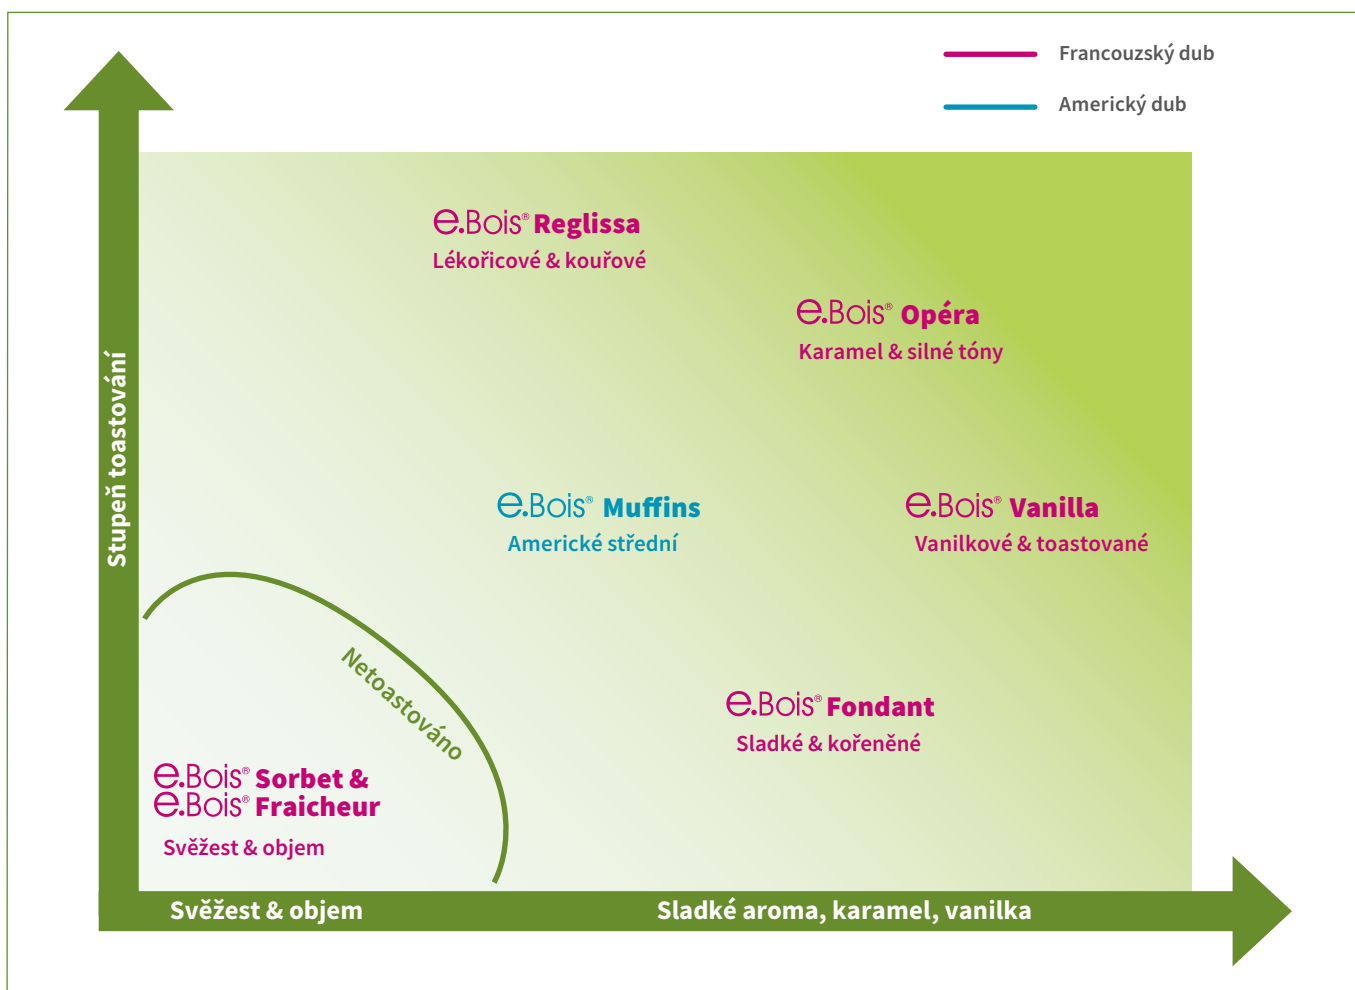 Francouzský dub
Americký dub
e.Bois® Reglissa
Lékořicové & kouřové
e.Bois® Opéra
Karamel & silné tóny
Stupeň toastování
e.Bois® Muffins
Americké střední
e.Bois® Vanilla
Vanilkové & toastované
Netoastováno
e.Bois® Fondant
Sladké & kořeněné
e.Bois® Sorbet &
e.Bois® Fraicheur
Svěžest & objem
Svěžest & objem
Sladké aroma, karamel, vanilka